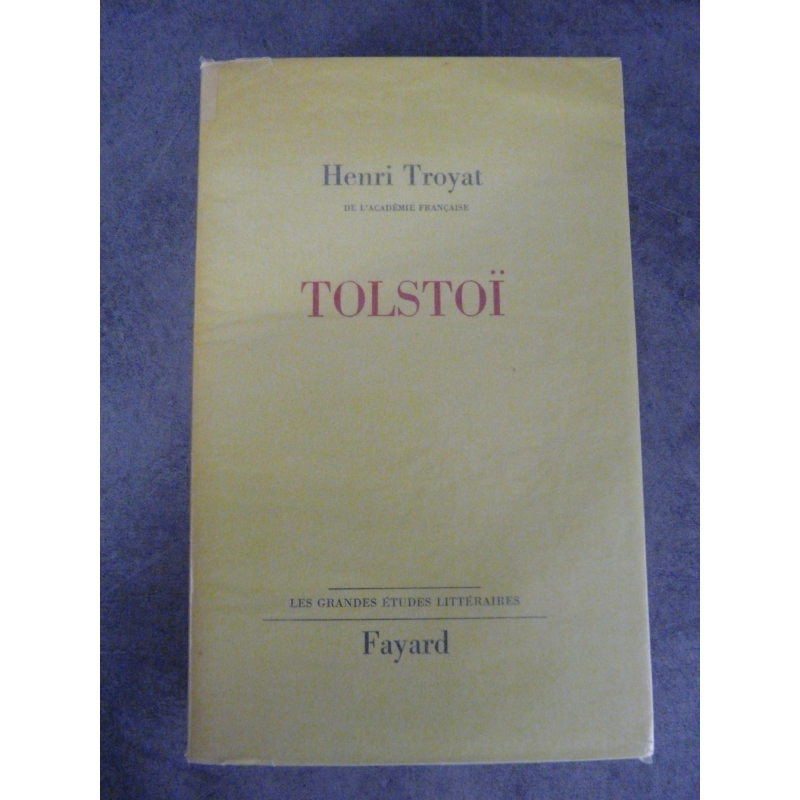 Henri Troyat
DE L'ACADÉMIE FRANÇAISE
TOLSTOÏ
LES GRANDES ÉTUDES LITTÉRAIRES
Fayard